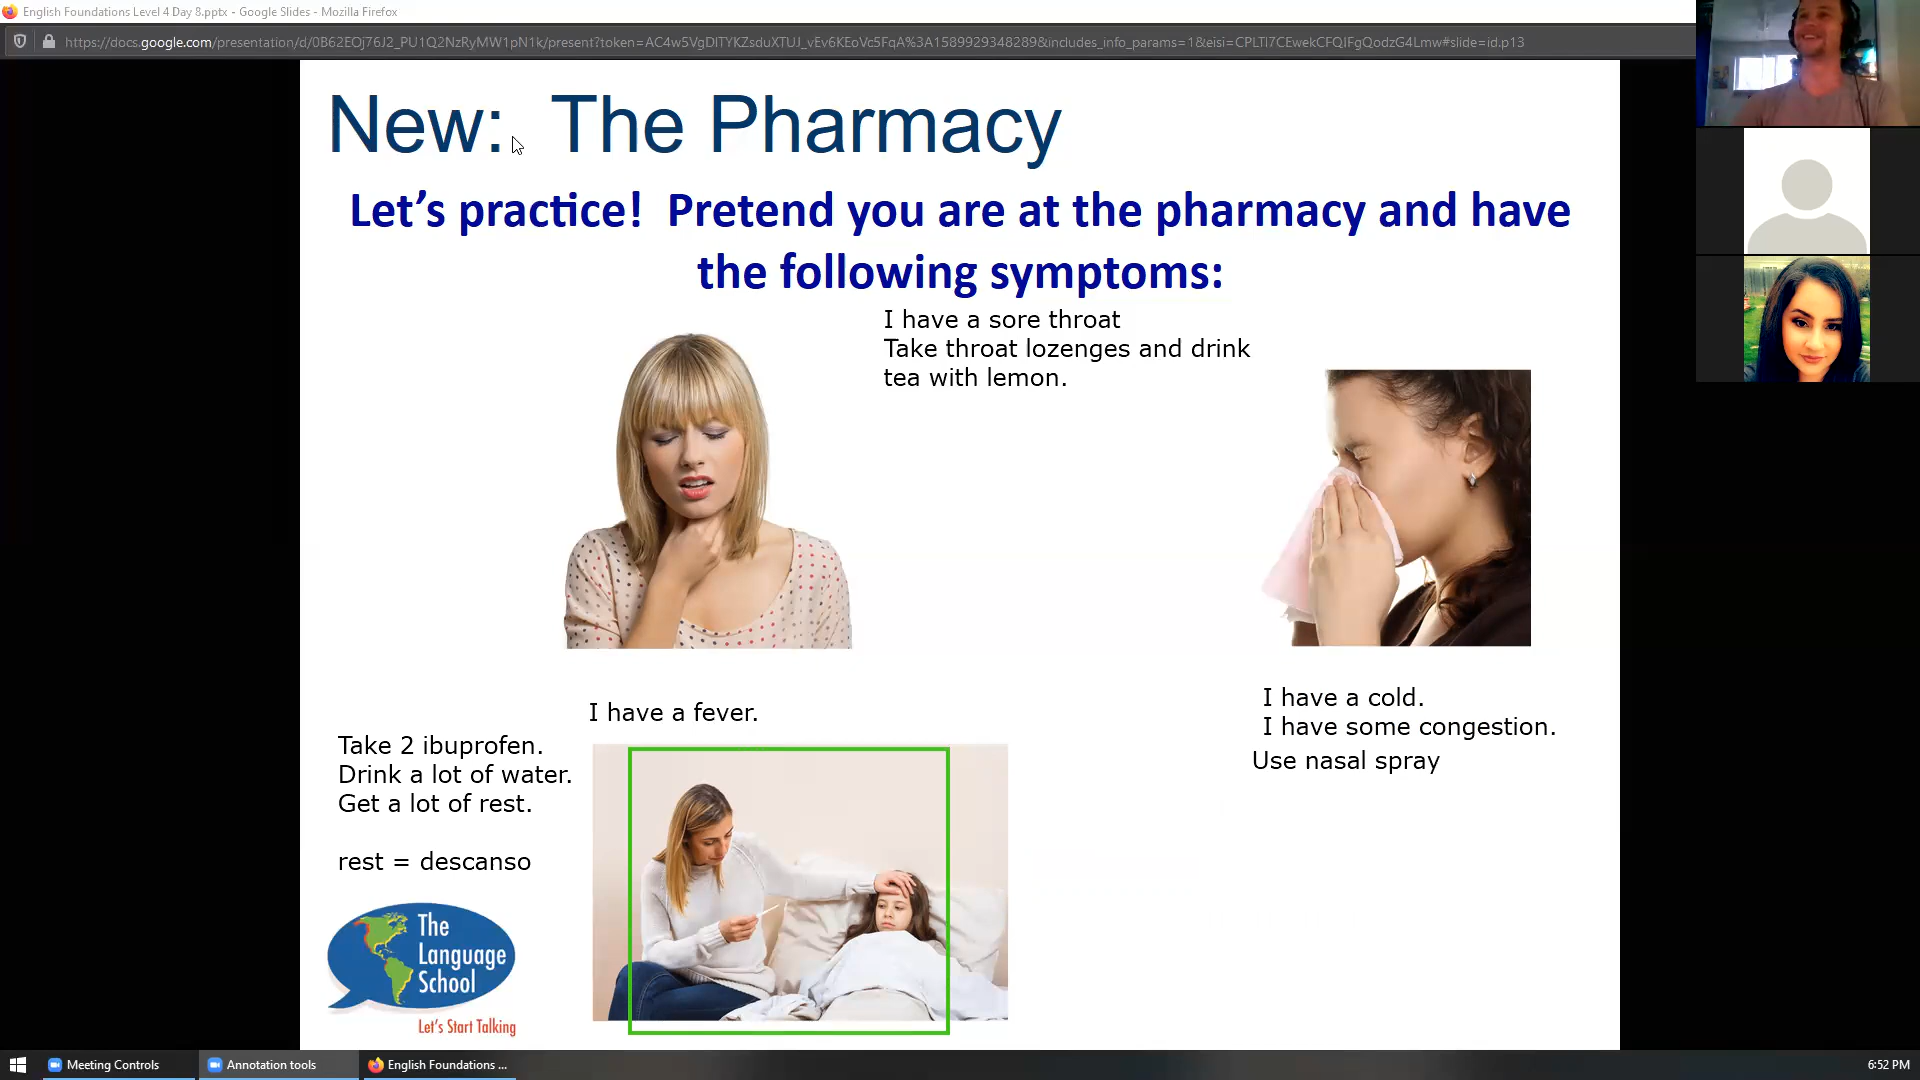 English Foundations Level 4 Day 8.pptx - Google Slides - Mozilla Firefox
https://docs.google.com/presentation/d/0B62EOj76J2_PU1Q2NzRyMW1pN1k/present?token=AC4w5VgDlTYKZsduXTUJ_vEv6KEoVc5FqA%3A1589929348289&includes_info_params=1&eisi=CPLTl7CEwekCFQIFgQodzG4Lmw#slide=id.p13
New: The Pharmacy
Let's practice! Pretend you are at the pharmacy and have
the following symptoms:
I have a sore throat
Take throat lozenges and drink
tea with lemon.
I have a fever.
Take 2 ibuprofen.
Drink a lot of water.
Get a lot of rest.
rest = descanso
I have a cold.
I have some congestion.
Use nasal spray
The
Language
School
Let's Start Talking
Meeting Controls
Annotation tools
English Foundations ...
6:52 PM